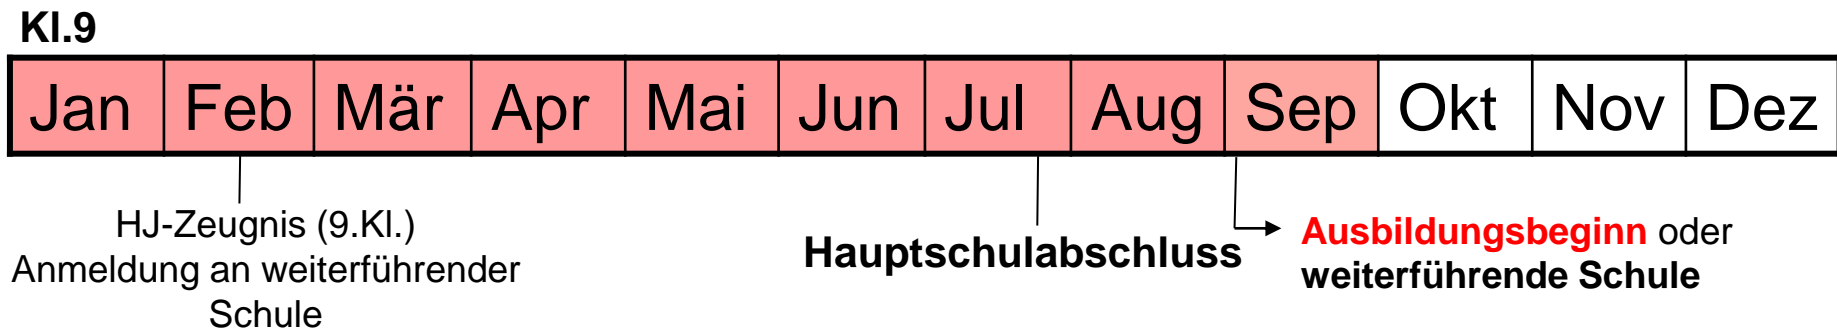 Kl.9
Jan Feb Mär Apr Mai Jun Jul Aug Sep Okt Nov Dez
HJ-Zeugnis (9.Kl.)
Anmeldung an weiterführender
Schule
Hauptschulabschluss
Ausbildungsbeginn oder
weiterführende Schule